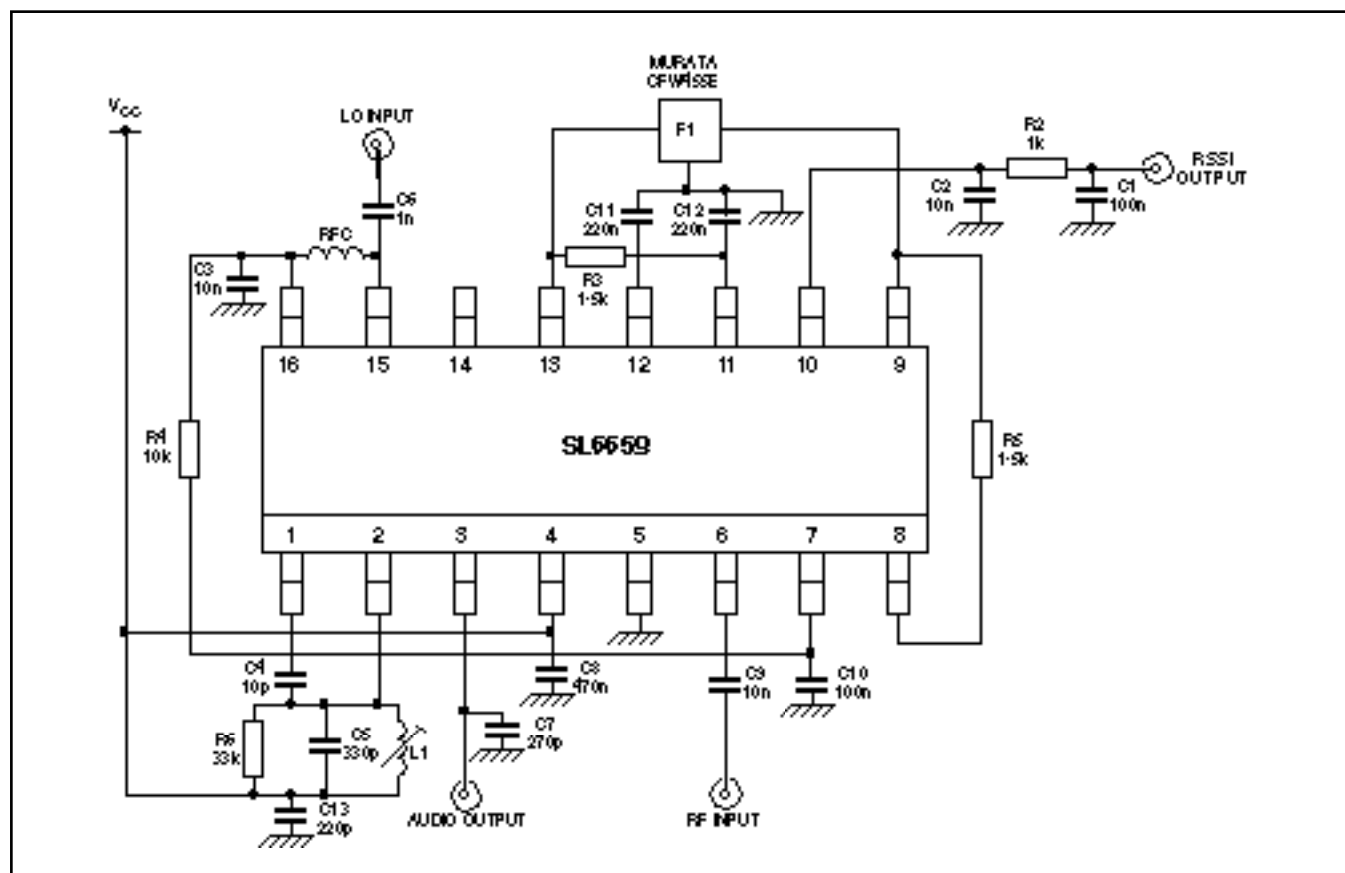 MURATA
CFW455E
VCC
LO INPUT
F1
R2
1k
RSSI
OUTPUT
C6
1n
C11
220n
C12
220n
C2
10n
C1
100n
RFC
C3
10n
R3
1·5k
16 15 14 13 12 11 10 9
R4
10k
SL6659
R5
1·5k
1 2 3 4 5 6 7 8
C4
10p
C8
470n
C9
10n
C10
100n
R6
33k
C5
330p
L1
C7
270p
C13
220p
AUDIO OUTPUT
RF INPUT